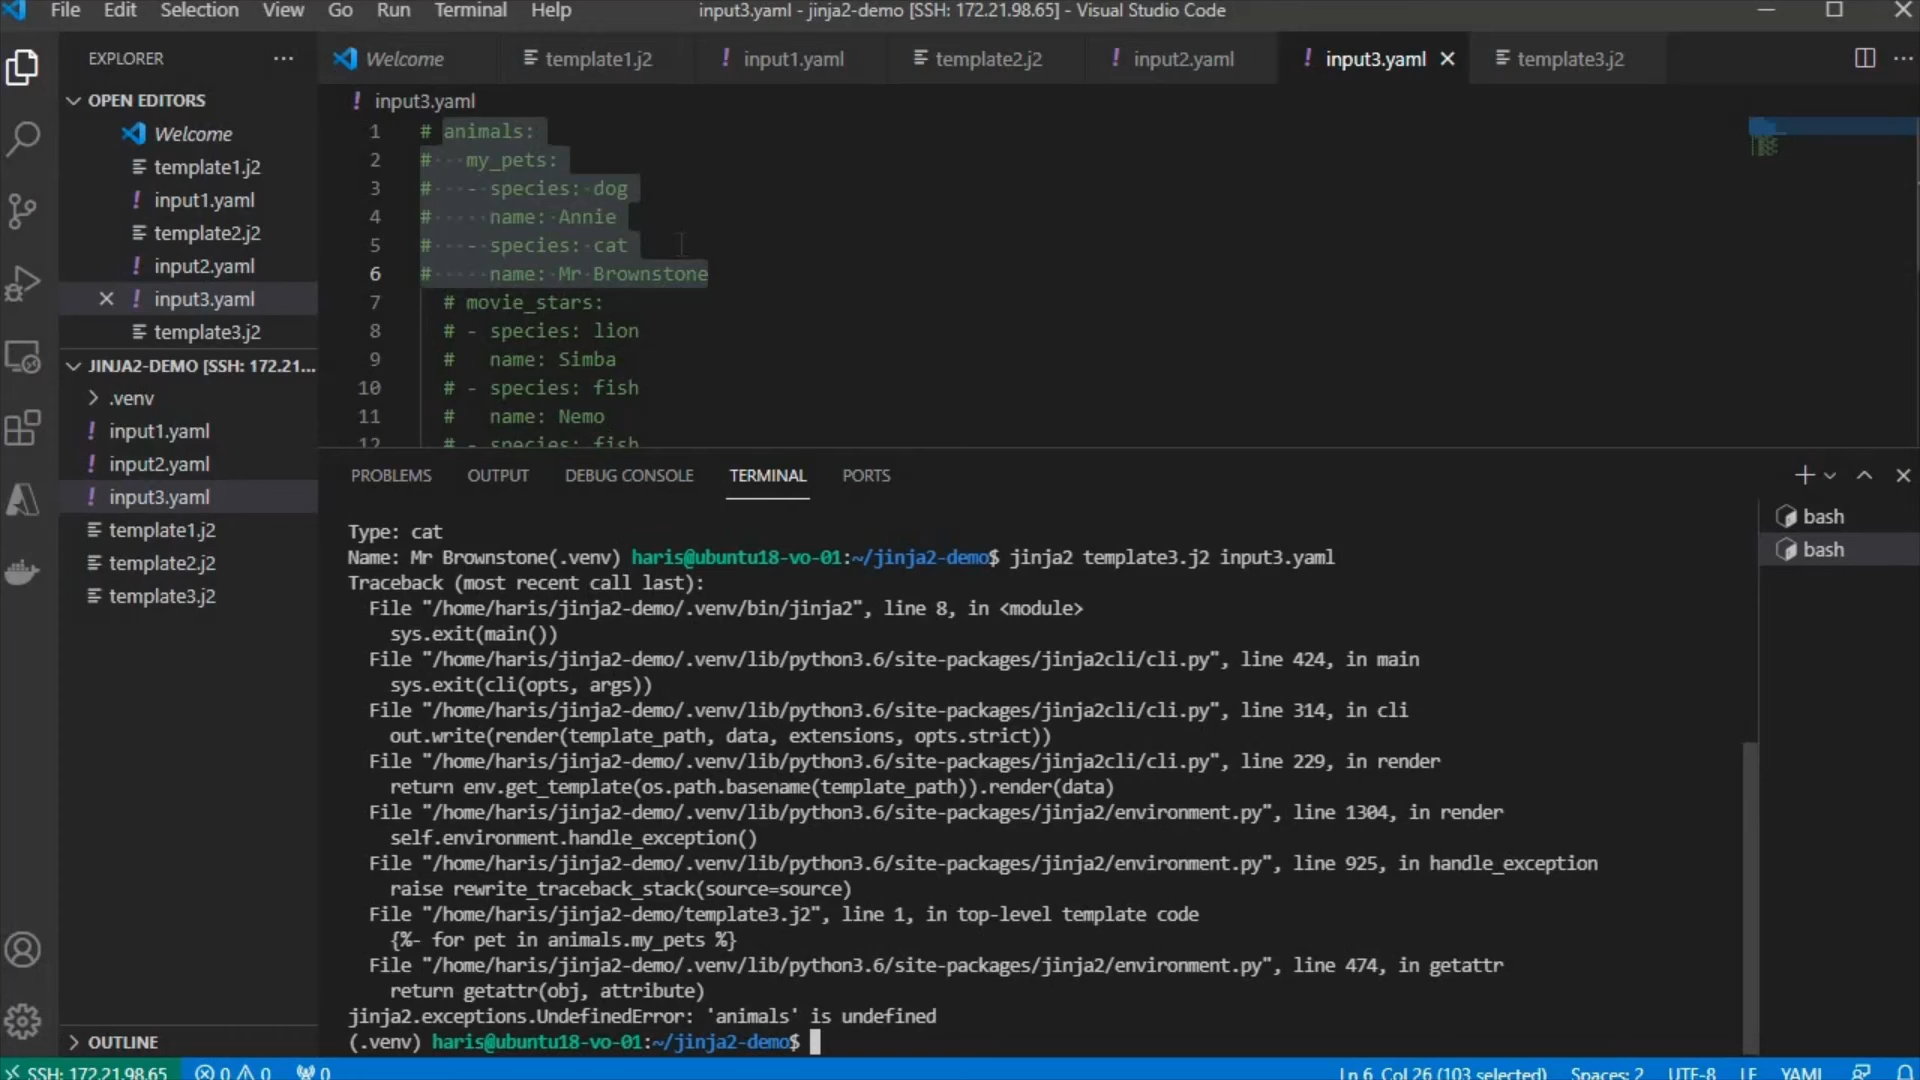 File Edit Selection View Go Run Terminal Help
input3.yaml - jinja2-demo [SSH: 172.21.98.65] - Visual Studio Code
EXPLORER
Welcome
template1.j2
input1.yaml
template2.j2
input2.yaml
input3.yaml
template3.j2
OPEN EDITORS
Welcome
template1.j2
input1.yaml
template2.j2
input2.yaml
input3.yaml
template3.j2
JINJA2-DEMO [SSH: 172.21...
.venv
input1.yaml
input2.yaml
input3.yaml
template1.j2
template2.j2
template3.j2
OUTLINE
input3.yaml
1 # animals:
2 #   my_pets:
3 #   - species: dog
4 #     name: Annie
5 #   - species: cat
6 #     name: Mr Brownstone
7   # movie_stars:
8   # - species: lion
9   #   name: Simba
10   # - species: fish
11   #   name: Nemo
12   # - species: fish
PROBLEMS OUTPUT DEBUG CONSOLE TERMINAL PORTS
bash
bash
Type: cat
Name: Mr Brownstone(.venv) haris@ubuntu18-vo-01:~/jinja2-demo$ jinja2 template3.j2 input3.yaml
Traceback (most recent call last):
  File "/home/haris/jinja2-demo/.venv/bin/jinja2", line 8, in <module>
    sys.exit(main())
  File "/home/haris/jinja2-demo/.venv/lib/python3.6/site-packages/jinja2cli/cli.py", line 424, in main
    sys.exit(cli(opts, args))
  File "/home/haris/jinja2-demo/.venv/lib/python3.6/site-packages/jinja2cli/cli.py", line 314, in cli
    out.write(render(template_path, data, extensions, opts.strict))
  File "/home/haris/jinja2-demo/.venv/lib/python3.6/site-packages/jinja2cli/cli.py", line 229, in render
    return env.get_template(os.path.basename(template_path)).render(data)
  File "/home/haris/jinja2-demo/.venv/lib/python3.6/site-packages/jinja2/environment.py", line 1304, in render
    self.environment.handle_exception()
  File "/home/haris/jinja2-demo/.venv/lib/python3.6/site-packages/jinja2/environment.py", line 925, in handle_exception
    raise rewrite_traceback_stack(source=source)
  File "/home/haris/jinja2-demo/template3.j2", line 1, in top-level template code
    {%- for pet in animals.my_pets %}
  File "/home/haris/jinja2-demo/.venv/lib/python3.6/site-packages/jinja2/environment.py", line 474, in getattr
    return getattr(obj, attribute)
jinja2.exceptions.UndefinedError: 'animals' is undefined
(.venv) haris@ubuntu18-vo-01:~/jinja2-demo$
SSH: 172.21.98.65 0 0 0 Ln 6, Col 26 (103 selected) Spaces: 2 UTF-8 LF YAML